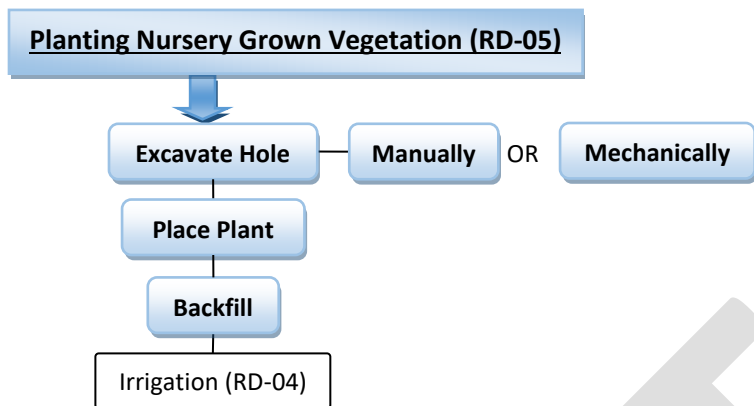 Planting Nursery Grown Vegetation (RD-05)
Excavate Hole
Manually
OR
Mechanically
Place Plant
Backfill
Irrigation (RD-04)